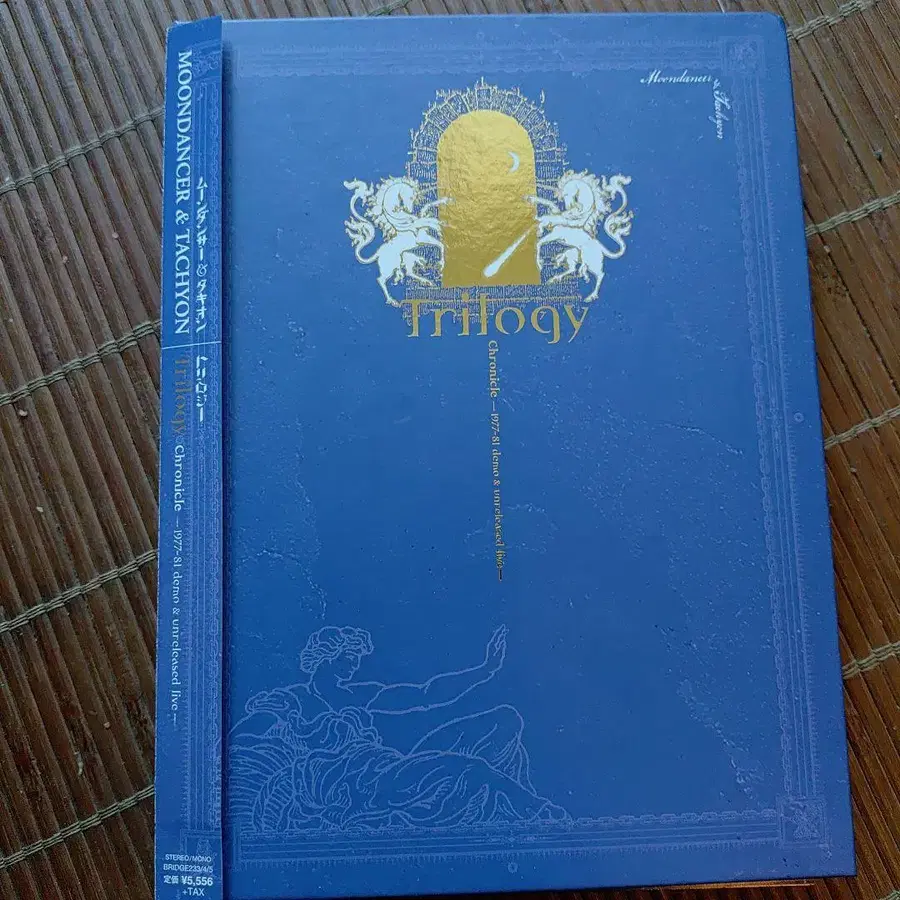 MOONDANCER & TACHYON
ムーンダンサー & タキオン
トリロジー
Trilogy
Chronicle —1977-81 demo & unreleased live—
STEREO/MONO
BRIDGE233/4/5
定価 ¥5,556
+TAX
Moondancer
& Tachyon
Trilogy
Chronicle —1977-81 demo & unreleased live—